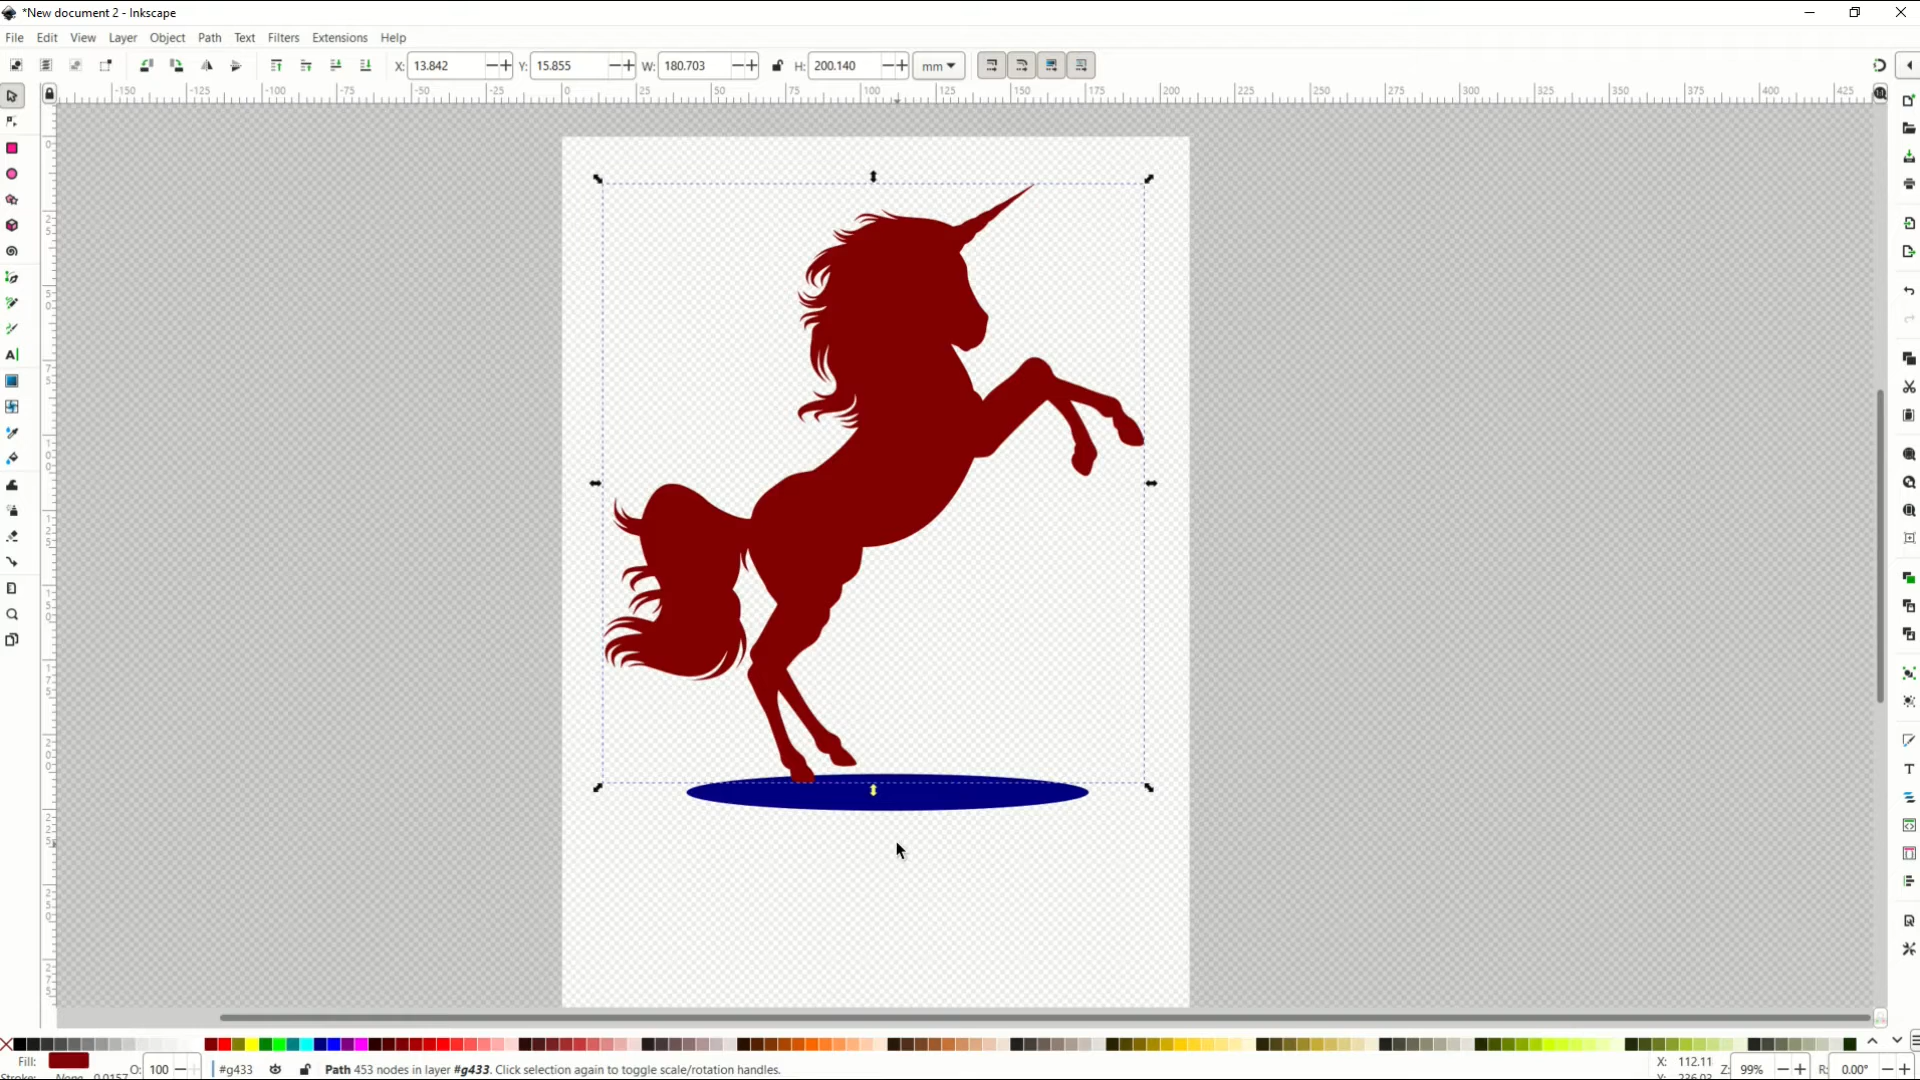 *New document 2 - Inkscape
File Edit View Layer Object Path Text Filters Extensions Help
X: 13.842 Y: 15.855 W: 180.703 H: 200.140 mm
-150 -125 -100 -75 -50 -25 0 25 50 75 100 125 150 175 200 225 250 275 300 325 350 375 400 425
Fill: O: 100 #g433 Path 453 nodes in layer #g433. Click selection again to toggle scale/rotation handles. X: 112.11 Z: 99% R: 0.00°
Stroke: None 0.0157 Y: 236.03